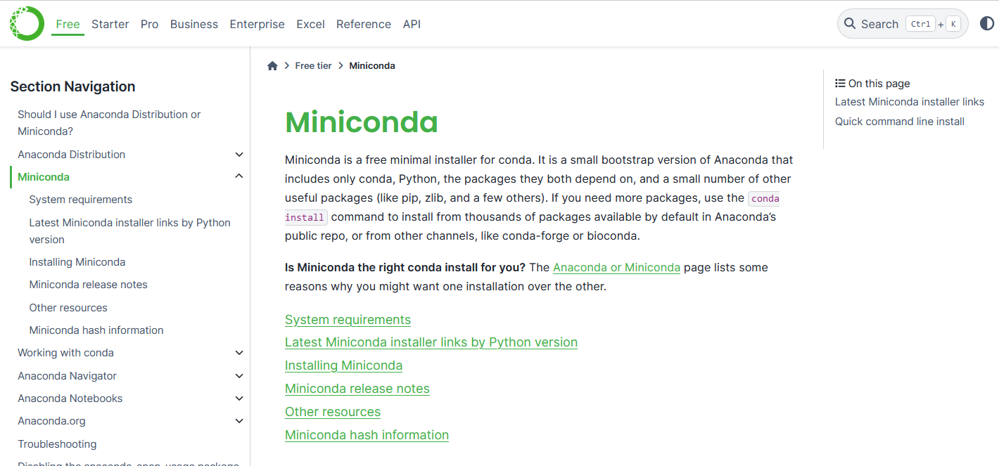 Free Starter Pro Business Enterprise Excel Reference API
Search Ctrl + K
Section Navigation
Should I use Anaconda Distribution or
Miniconda?
Anaconda Distribution
Miniconda
System requirements
Latest Miniconda installer links by Python
version
Installing Miniconda
Miniconda release notes
Other resources
Miniconda hash information
Working with conda
Anaconda Navigator
Anaconda Notebooks
Anaconda.org
Troubleshooting
Disabling the anaconda-anon-usage package
Free tier Miniconda
Miniconda
Miniconda is a free minimal installer for conda. It is a small bootstrap version of Anaconda that
includes only conda, Python, the packages they both depend on, and a small number of other
useful packages (like pip, zlib, and a few others). If you need more packages, use the conda
install command to install from thousands of packages available by default in Anaconda’s
public repo, or from other channels, like conda-forge or bioconda.
Is Miniconda the right conda install for you? The Anaconda or Miniconda page lists some
reasons why you might want one installation over the other.
System requirements
Latest Miniconda installer links by Python version
Installing Miniconda
Miniconda release notes
Other resources
Miniconda hash information
On this page
Latest Miniconda installer links
Quick command line install